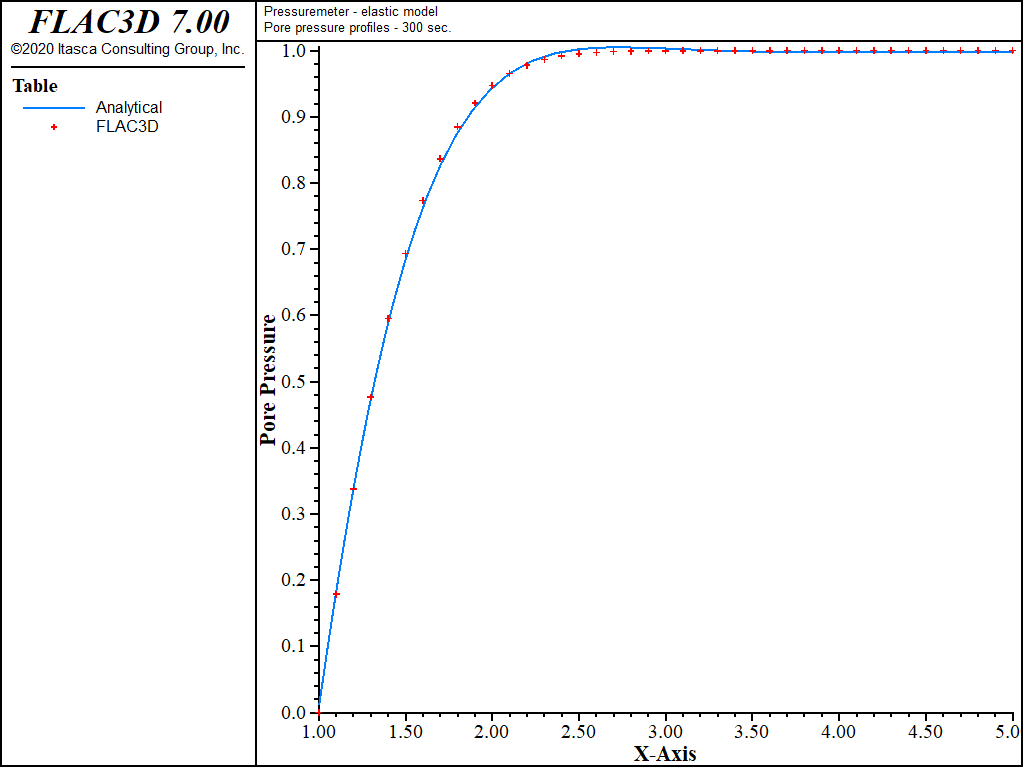 FLAC3D 7.00
©2020 Itasca Consulting Group, Inc.
Table
Analytical
FLAC3D
Pressuremeter - elastic model
Pore pressure profiles - 300 sec.
1.0
0.9
0.8
0.7
0.6
0.5
0.4
0.3
0.2
0.1
0.0
Pore Pressure
1.00 1.50 2.00 2.50 3.00 3.50 4.00 4.50 5.0
X-Axis